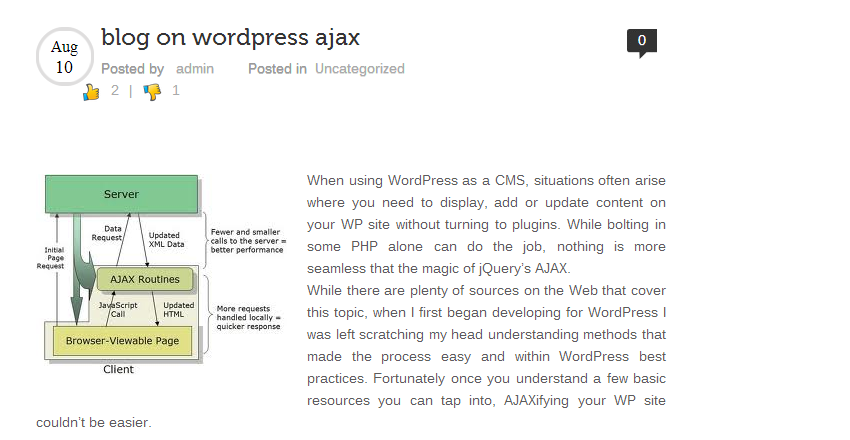 Aug
10
blog on wordpress ajax
0
Posted by admin Posted in Uncategorized
2 | 1
Server
Data
Request
Updated
XML Data
Fewer and smaller
calls to the server =
better performance
Initial
Page
Request
AJAX Routines
JavaScript
Call
Updated
HTML
More requests
handled locally =
quicker response
Browser-Viewable Page
Client
When using WordPress as a CMS, situations often arise
where you need to display, add or update content on
your WP site without turning to plugins. While bolting in
some PHP alone can do the job, nothing is more
seamless that the magic of jQuery’s AJAX.
While there are plenty of sources on the Web that cover
this topic, when I first began developing for WordPress I
was left scratching my head understanding methods that
made the process easy and within WordPress best
practices. Fortunately once you understand a few basic
resources you can tap into, AJAXifying your WP site
couldn’t be easier.